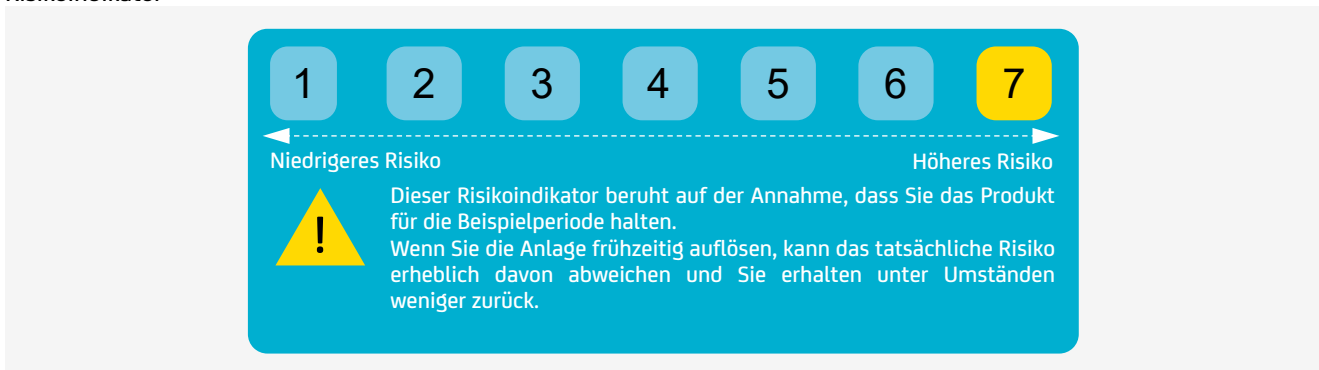 1 2 3 4 5 6 7
Niedrigeres Risiko Höheres Risiko
Dieser Risikoindikator beruht auf der Annahme, dass Sie das Produkt
für die Beispielperiode halten.
!
Wenn Sie die Anlage frühzeitig auflösen, kann das tatsächliche Risiko
erheblich davon abweichen und Sie erhalten unter Umständen
weniger zurück.